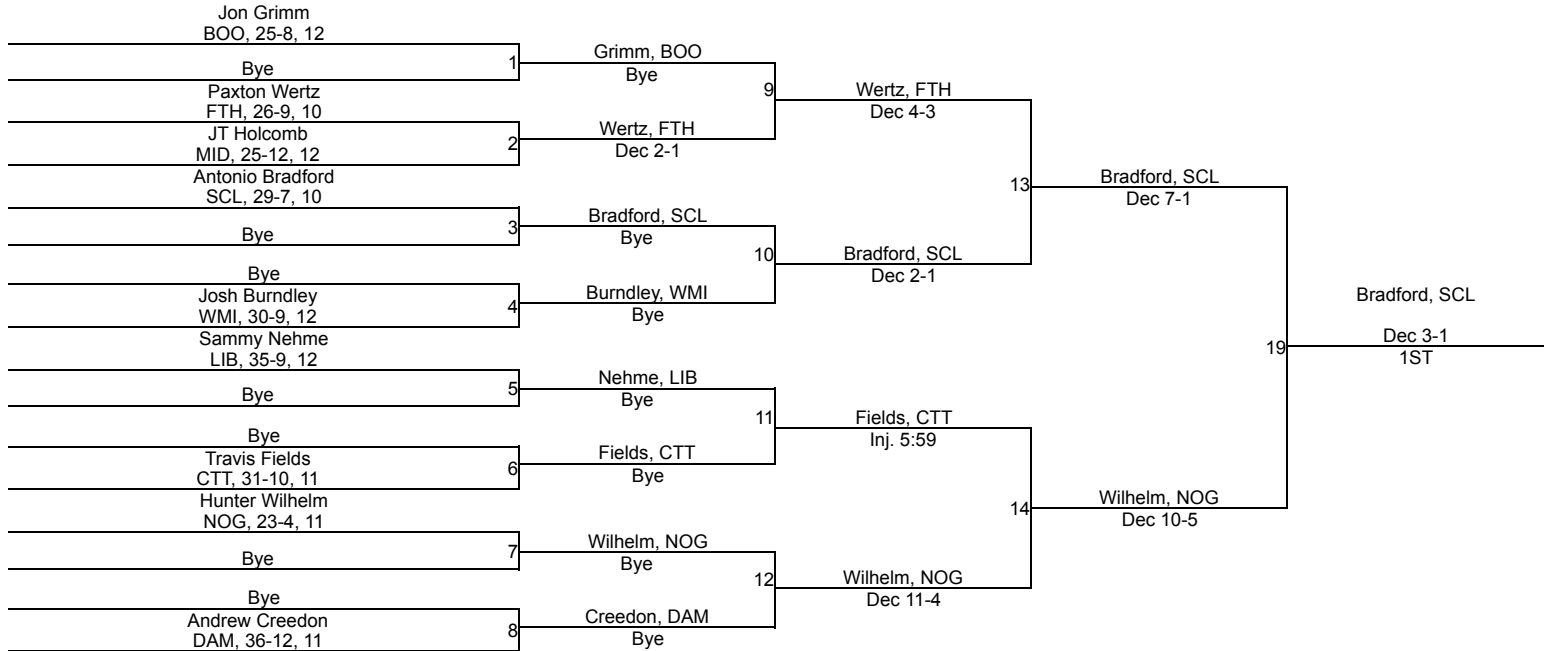 Jon Grimm
BOO, 25-8, 12
Bye
1
Paxton Wertz
FTH, 26-9, 10
JT Holcomb
MID, 25-12, 12
2
Antonio Bradford
SCL, 29-7, 10
Bye
3
Bye
Josh Burndley
WMI, 30-9, 12
4
Sammy Nehme
LIB, 35-9, 12
Bye
5
Bye
Travis Fields
CTT, 31-10, 11
6
Hunter Wilhelm
NOG, 23-4, 11
Bye
7
Bye
Andrew Creedon
DAM, 36-12, 11
8
Grimm, BOO
Bye
9
Wertz, FTH
Dec 2-1
Bradford, SCL
Bye
10
Burndley, WMI
Bye
Nehme, LIB
Bye
11
Fields, CTT
Bye
Wilhelm, NOG
Bye
12
Creedon, DAM
Bye
Wertz, FTH
Dec 4-3
13
Bradford, SCL
Dec 2-1
Fields, CTT
Inj. 5:59
14
Wilhelm, NOG
Dec 11-4
Bradford, SCL
Dec 7-1
19
Wilhelm, NOG
Dec 10-5
Bradford, SCL
Dec 3-1
1ST